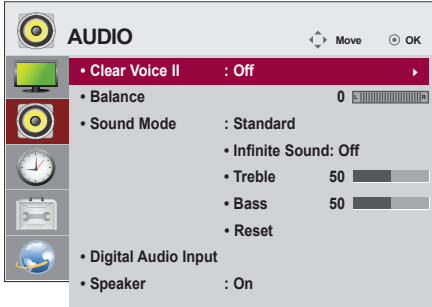 AUDIO
Move
OK
• Clear Voice II : Off
• Balance 0 L R
• Sound Mode : Standard
• Infinite Sound: Off
• Treble 50
• Bass 50
• Reset
• Digital Audio Input
• Speaker : On